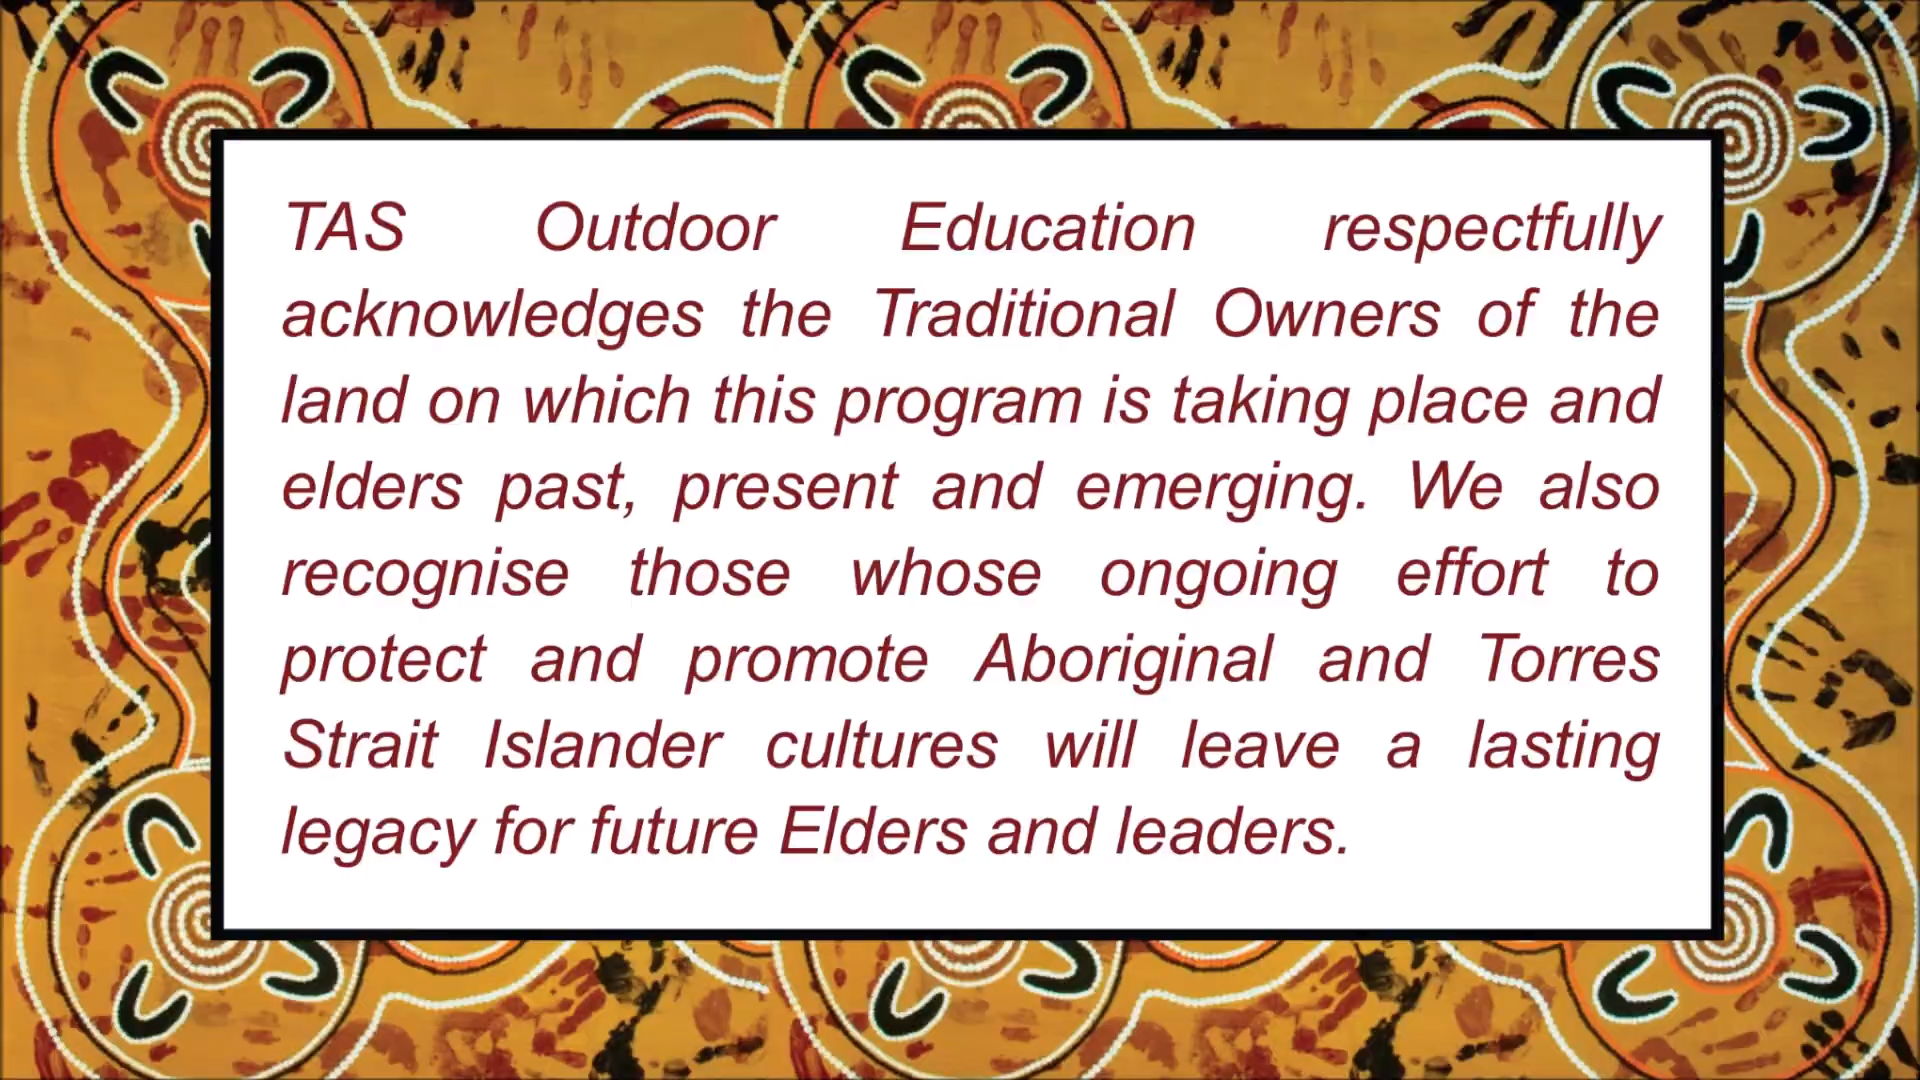 TAS Outdoor Education respectfully
acknowledges the Traditional Owners of the
land on which this program is taking place and
elders past, present and emerging. We also
recognise those whose ongoing effort to
protect and promote Aboriginal and Torres
Strait Islander cultures will leave a lasting
legacy for future Elders and leaders.